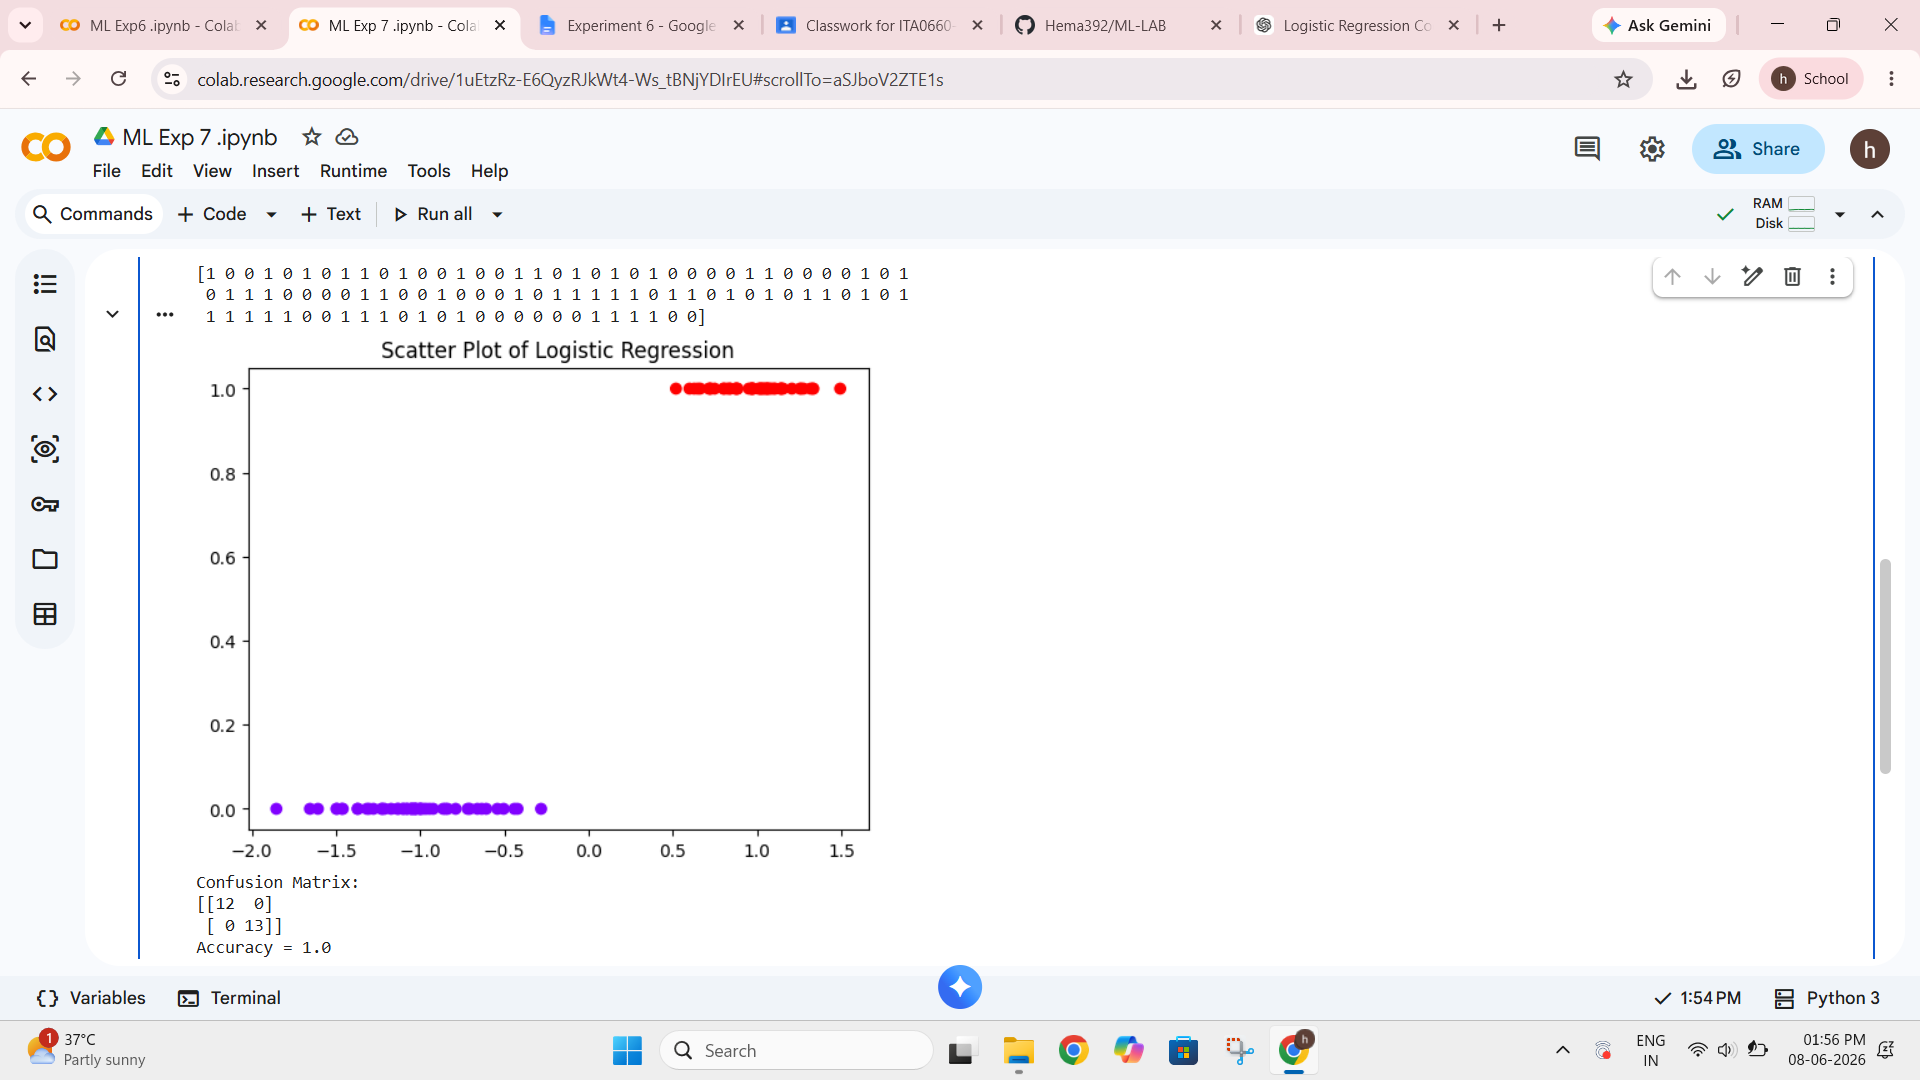 ML Exp6 .ipynb - Colab
ML Exp 7 .ipynb - Cola
Experiment 6 - Google
Classwork for ITA0660-
Hema392/ML-LAB
Logistic Regression Co
Ask Gemini
colab.research.google.com/drive/1uEtzRz-E6QyzRJkWt4-Ws_tBNjYDIrEU#scrollTo=aSJboV2ZTE1s
h
School
ML Exp 7 .ipynb
File Edit View Insert Runtime Tools Help
Share
h
Commands + Code + Text Run all
RAM
Disk
[1 0 0 1 0 1 0 1 1 0 1 0 0 1 0 0 1 1 0 1 0 1 0 1 0 0 0 0 1 1 0 0 0 0 1 0 1
0 1 1 1 0 0 0 0 1 1 0 0 1 0 0 0 1 0 1 1 1 1 1 0 1 1 0 1 0 1 0 1 1 0 1 0 1
1 1 1 1 1 0 0 1 1 1 0 1 0 1 0 0 0 0 0 0 1 1 1 1 0 0]
Scatter Plot of Logistic Regression
1.0
0.8
0.6
0.4
0.2
0.0
−2.0 −1.5 −1.0 −0.5 0.0 0.5 1.0 1.5
Confusion Matrix:
[[12  0]
[ 0 13]]
Accuracy = 1.0
Variables
Terminal
1:54 PM
Python 3
1
37°C
Partly sunny
Search
h
ENG
IN
01:56 PM
08-06-2026